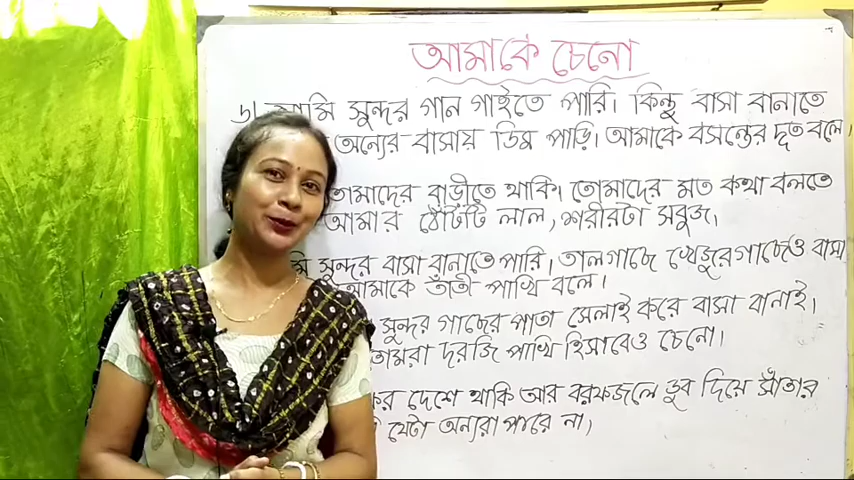 আমাকে চেনো
৬। আমি সুন্দর গান গাইতে পারি। কিন্তু বাসা বানাতে
অন্যের বাসায় ডিম পাড়ি। আমাকে বসন্তের দূত বলে।
তোমাদের বাড়ীতে থাকি। তোমাদের মত কথা বলতে
আমার ঠোঁটটি লাল, শরীরটা সবুজ।
সুন্দর বাসা বানাতে পারি। তালগাছে খেজুরগাছেও বাসা
আমাকে তাঁতী পাখি বলে।
সুন্দর গাছের পাতা সেলাই করে বাসা বানাই।
তোমরা দরজি পাখি হিসাবেও চেনো।
দেশে থাকি আর বরফজলে ডুব দিয়ে সাঁতার
যেটা অন্যরা পারে না।